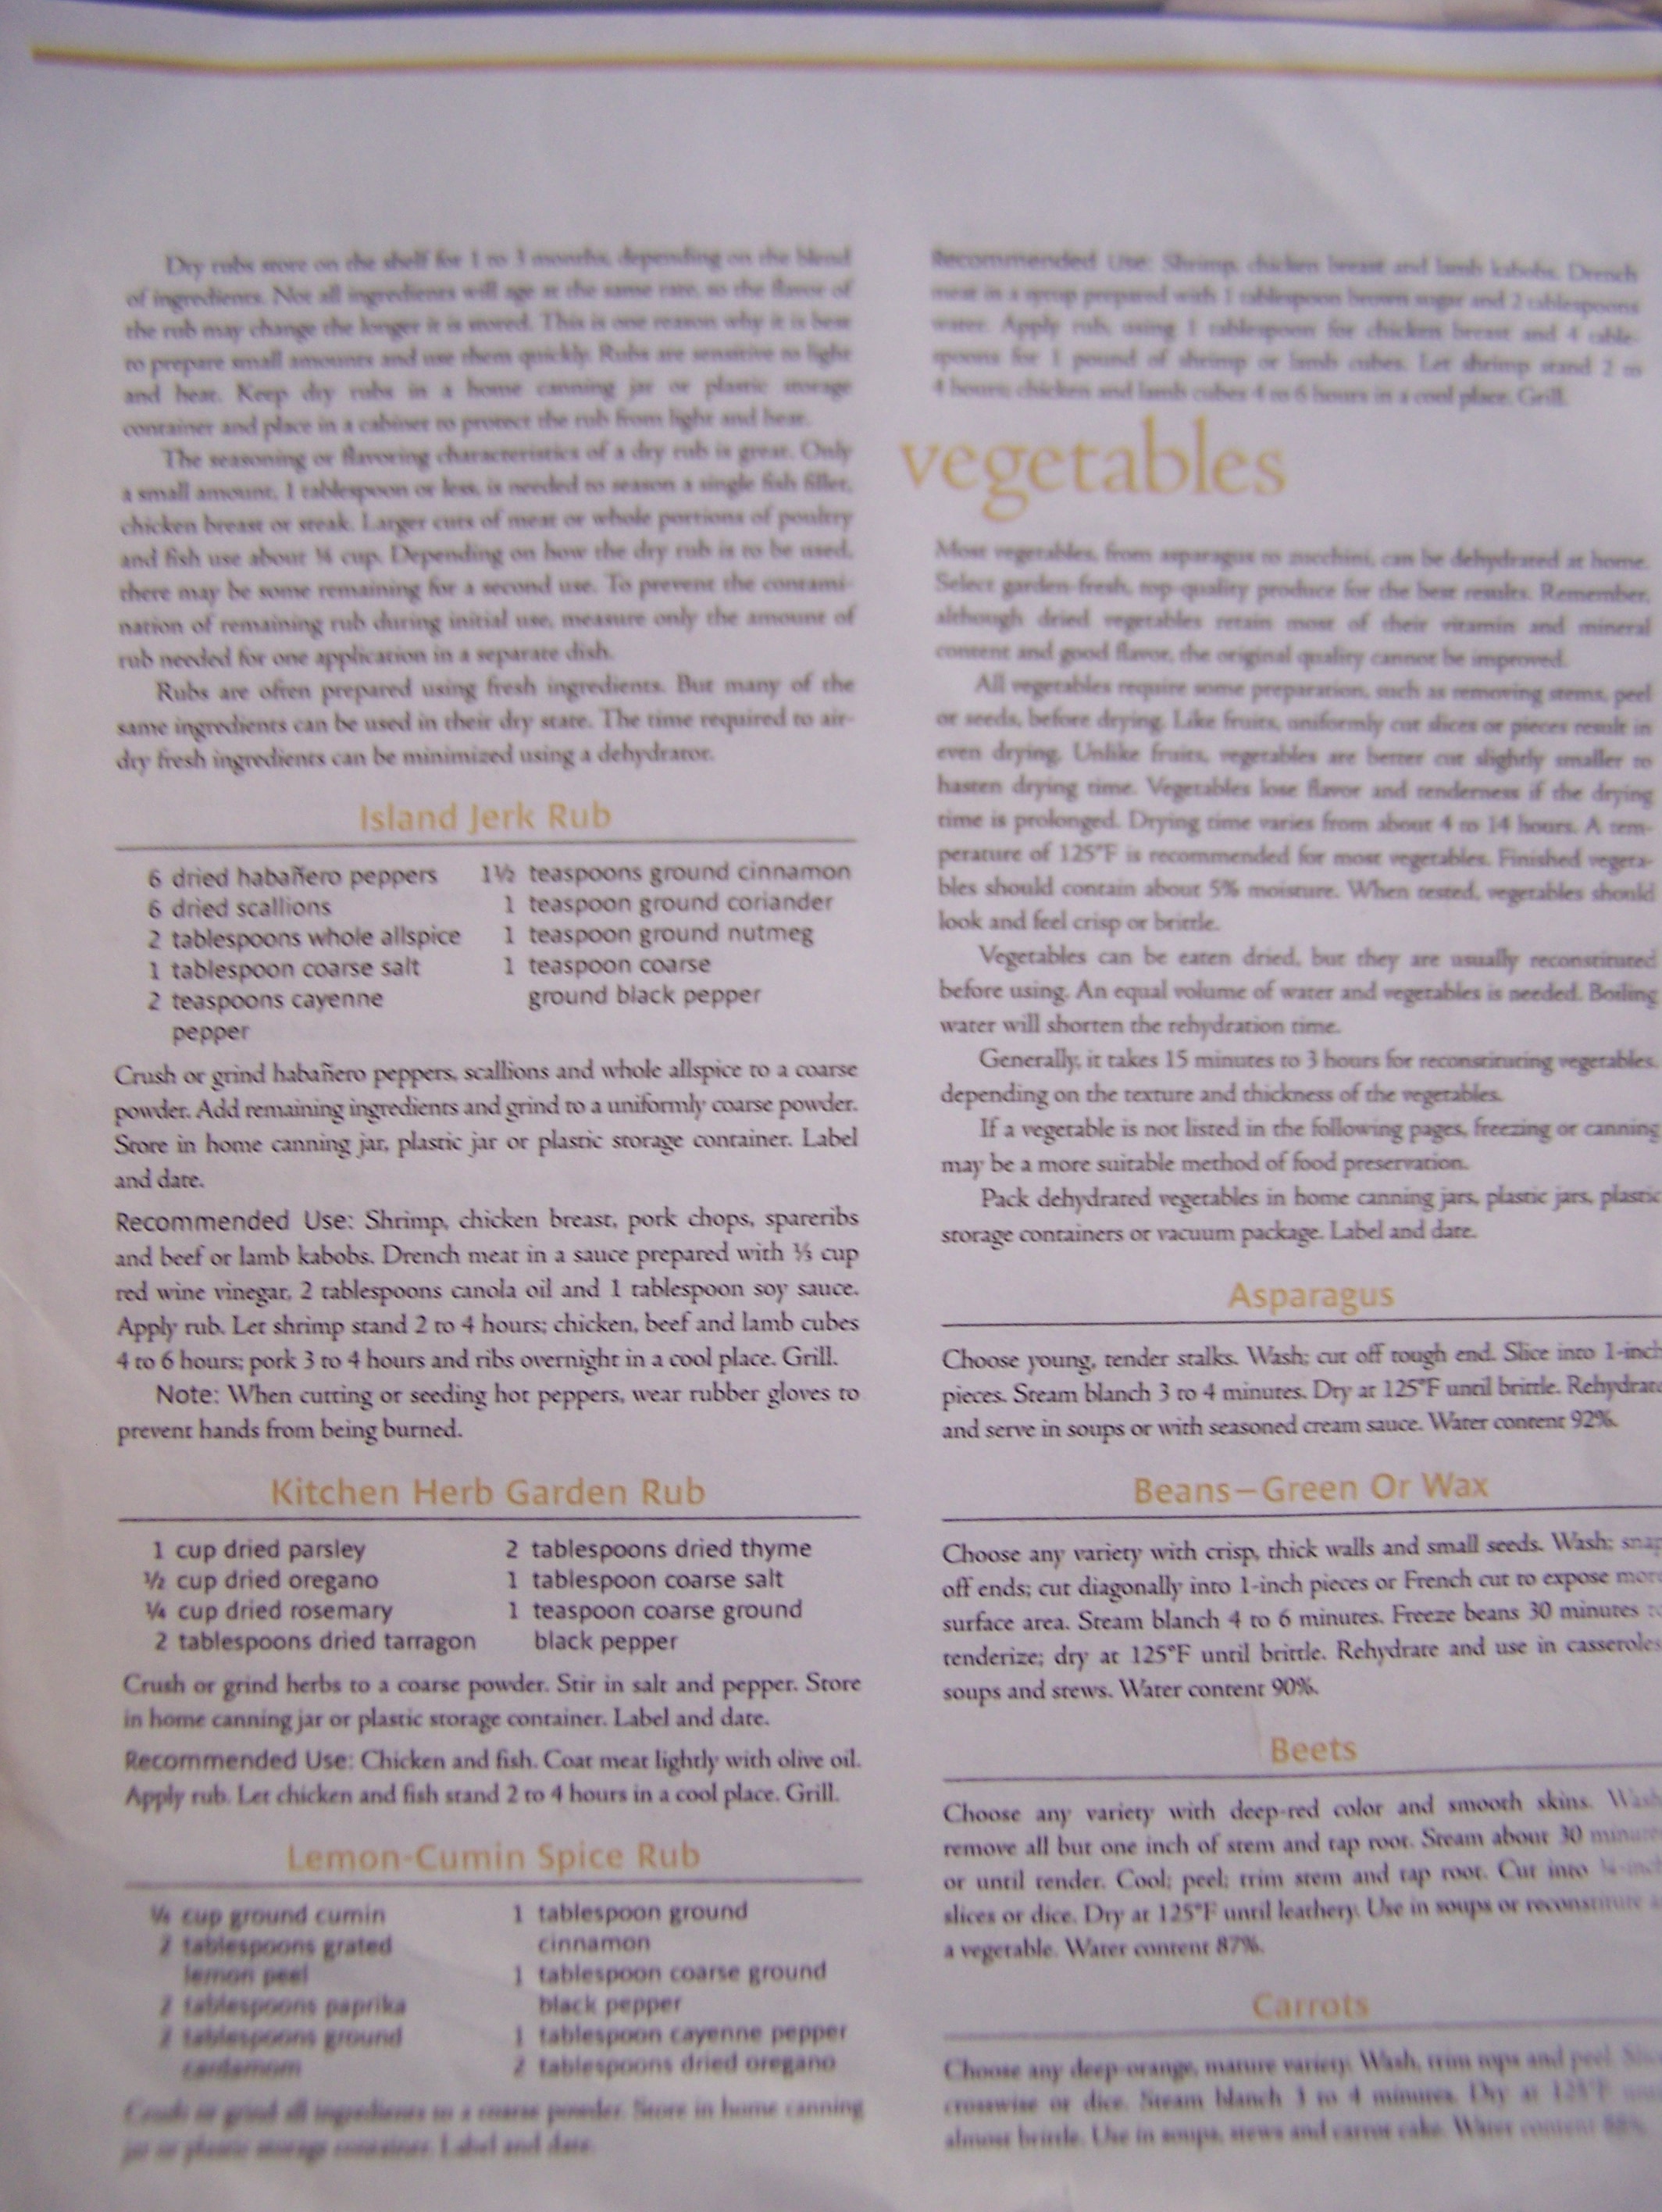 Dry rubs store on the shelf for 1 to 3 months, depending on the blend
of ingredients. Not all ingredients will age at the same rate, so the flavor of
the rub may change the longer it is stored. This is one reason why it is best
to prepare small amounts and use them quickly. Rubs are sensitive to light
and heat. Keep dry rubs in a home canning jar or plastic storage
container and place in a cabinet to protect the rub from light and heat.
The seasoning or flavoring characteristics of a dry rub is great. Only
a small amount, 1 tablespoon or less, is needed to season a single fish fillet,
chicken breast or steak. Larger cuts of meat or whole portions of poultry
and fish use about ¼ cup. Depending on how the dry rub is to be used,
there may be some remaining for a second use. To prevent the contami-
nation of remaining rub during initial use, measure only the amount of
rub needed for one application in a separate dish.
Rubs are often prepared using fresh ingredients. But many of the
same ingredients can be used in their dry state. The time required to air-
dry fresh ingredients can be minimized using a dehydrator.
Island Jerk Rub
6 dried habañero peppers
6 dried scallions
2 tablespoons whole allspice
1 tablespoon coarse salt
2 teaspoons cayenne
pepper
1½ teaspoons ground cinnamon
1 teaspoon ground coriander
1 teaspoon ground nutmeg
1 teaspoon coarse
ground black pepper
Crush or grind habañero peppers, scallions and whole allspice to a coarse
powder. Add remaining ingredients and grind to a uniformly coarse powder.
Store in home canning jar, plastic jar or plastic storage container. Label
and date.
Recommended Use: Shrimp, chicken breast, pork chops, spareribs
and beef or lamb kabobs. Drench meat in a sauce prepared with ⅓ cup
red wine vinegar, 2 tablespoons canola oil and 1 tablespoon soy sauce.
Apply rub. Let shrimp stand 2 to 4 hours; chicken, beef and lamb cubes
4 to 6 hours; pork 3 to 4 hours and ribs overnight in a cool place. Grill.
Note: When cutting or seeding hot peppers, wear rubber gloves to
prevent hands from being burned.
Kitchen Herb Garden Rub
1 cup dried parsley
½ cup dried oregano
¼ cup dried rosemary
2 tablespoons dried tarragon
2 tablespoons dried thyme
1 tablespoon coarse salt
1 teaspoon coarse ground
black pepper
Crush or grind herbs to a coarse powder. Stir in salt and pepper. Store
in home canning jar or plastic storage container. Label and date.
Recommended Use: Chicken and fish. Coat meat lightly with olive oil.
Apply rub. Let chicken and fish stand 2 to 4 hours in a cool place. Grill.
Lemon-Cumin Spice Rub
¼ cup ground cumin
2 tablespoons grated
lemon peel
2 tablespoons paprika
2 tablespoons ground
cardamom
1 tablespoon ground
cinnamon
1 tablespoon coarse ground
black pepper
1 tablespoon cayenne pepper
2 tablespoons dried oregano
Crush or grind all ingredients to a coarse powder. Store in home canning
jar or plastic storage container. Label and date.
Recommended Use: Shrimp, chicken breast and lamb kabobs. Drench
meat in a syrup prepared with 1 tablespoon brown sugar and 2 tablespoons
water. Apply rub, using 1 tablespoon for chicken breast and 4 table-
spoons for 1 pound of shrimp or lamb cubes. Let shrimp stand 2 to
4 hours; chicken and lamb cubes 4 to 6 hours in a cool place. Grill.
vegetables
Most vegetables, from asparagus to zucchini, can be dehydrated at home.
Select garden-fresh, top-quality produce for the best results. Remember,
although dried vegetables retain most of their vitamin and mineral
content and good flavor, the original quality cannot be improved.
All vegetables require some preparation, such as removing stems, peel
or seeds, before drying. Like fruits, uniformly cut slices or pieces result in
even drying. Unlike fruits, vegetables are better cut slightly smaller to
hasten drying time. Vegetables lose flavor and tenderness if the drying
time is prolonged. Drying time varies from about 4 to 14 hours. A tem-
perature of 125°F is recommended for most vegetables. Finished vegeta-
bles should contain about 5% moisture. When tested, vegetables should
look and feel crisp or brittle.
Vegetables can be eaten dried, but they are usually reconstituted
before using. An equal volume of water and vegetables is needed. Boiling
water will shorten the rehydration time.
Generally, it takes 15 minutes to 3 hours for reconstituting vegetables,
depending on the texture and thickness of the vegetables.
If a vegetable is not listed in the following pages, freezing or canning
may be a more suitable method of food preservation.
Pack dehydrated vegetables in home canning jars, plastic jars, plastic
storage containers or vacuum package. Label and date.
Asparagus
Choose young, tender stalks. Wash; cut off tough end. Slice into 1-inch
pieces. Steam blanch 3 to 4 minutes. Dry at 125°F until brittle. Rehydrate
and serve in soups or with seasoned cream sauce. Water content 92%.
Beans—Green Or Wax
Choose any variety with crisp, thick walls and small seeds. Wash; snap
off ends; cut diagonally into 1-inch pieces or French cut to expose more
surface area. Steam blanch 4 to 6 minutes. Freeze beans 30 minutes to
tenderize; dry at 125°F until brittle. Rehydrate and use in casseroles
soups and stews. Water content 90%.
Beets
Choose any variety with deep-red color and smooth skins. Wash
remove all but one inch of stem and tap root. Steam about 30 minutes
or until tender. Cool; peel; trim stem and tap root. Cut into ¼-inch
slices or dice. Dry at 125°F until leathery. Use in soups or reconstitute a
a vegetable. Water content 87%.
Carrots
Choose any deep-orange, mature variety. Wash, trim tops and peel. Slice
crosswise or dice. Steam blanch 3 to 4 minutes. Dry at 125°F until
almost brittle. Use in soups, stews and carrot cake. Water content 88%.